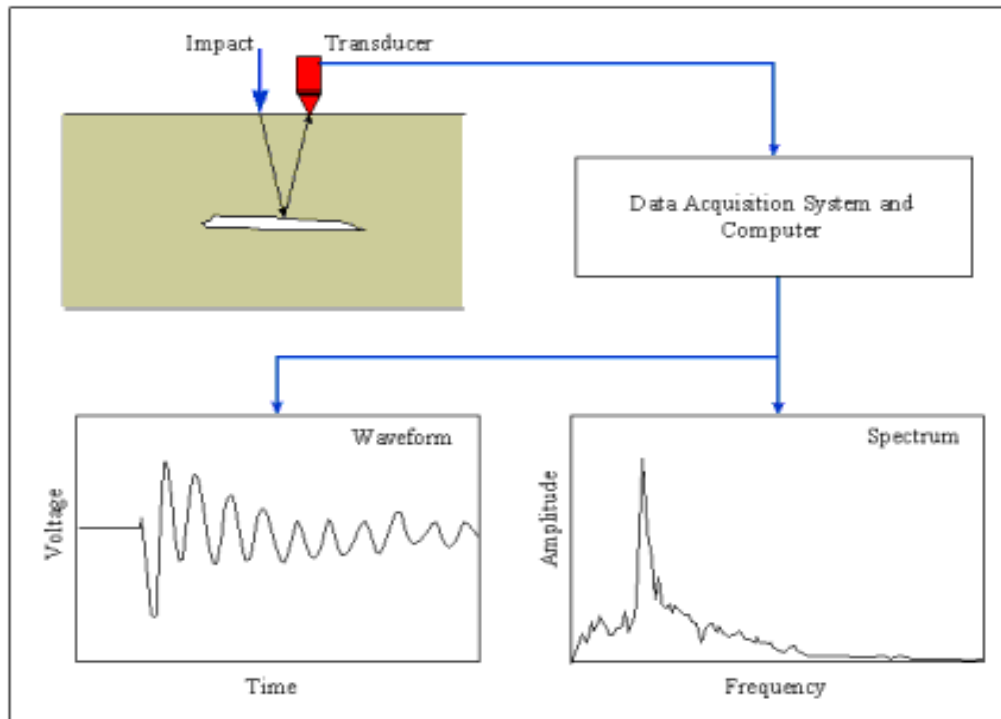 Impact
Transducer
Data Acquisition System and
Computer
Waveform
Voltage
Time
Spectrum
Amplitude
Frequency